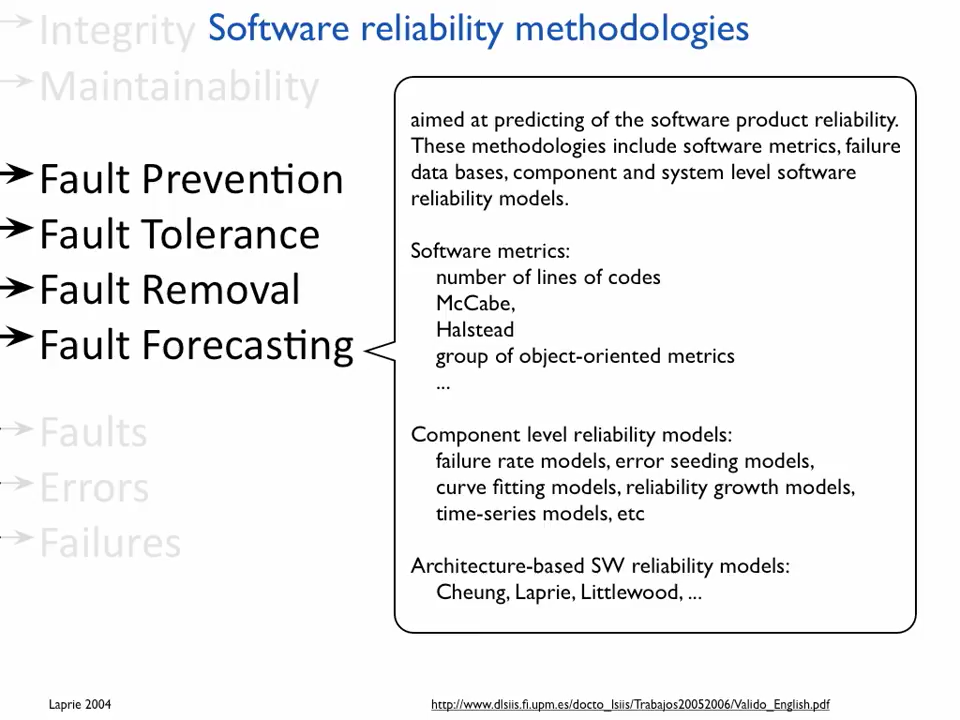 Integrity
Software reliability methodologies
Maintainability
Fault Prevention
Fault Tolerance
Fault Removal
Fault Forecasting
Faults
Errors
Failures
aimed at predicting of the software product reliability.
These methodologies include software metrics, failure
data bases, component and system level software
reliability models.
Software metrics:
number of lines of codes
McCabe,
Halstead
group of object-oriented metrics
...
Component level reliability models:
failure rate models, error seeding models,
curve fitting models, reliability growth models,
time-series models, etc
Architecture-based SW reliability models:
Cheung, Laprie, Littlewood, ...
Laprie 2004
http://www.dlsiis.fi.upm.es/docto_lsiis/Trabajos20052006/Valido_English.pdf